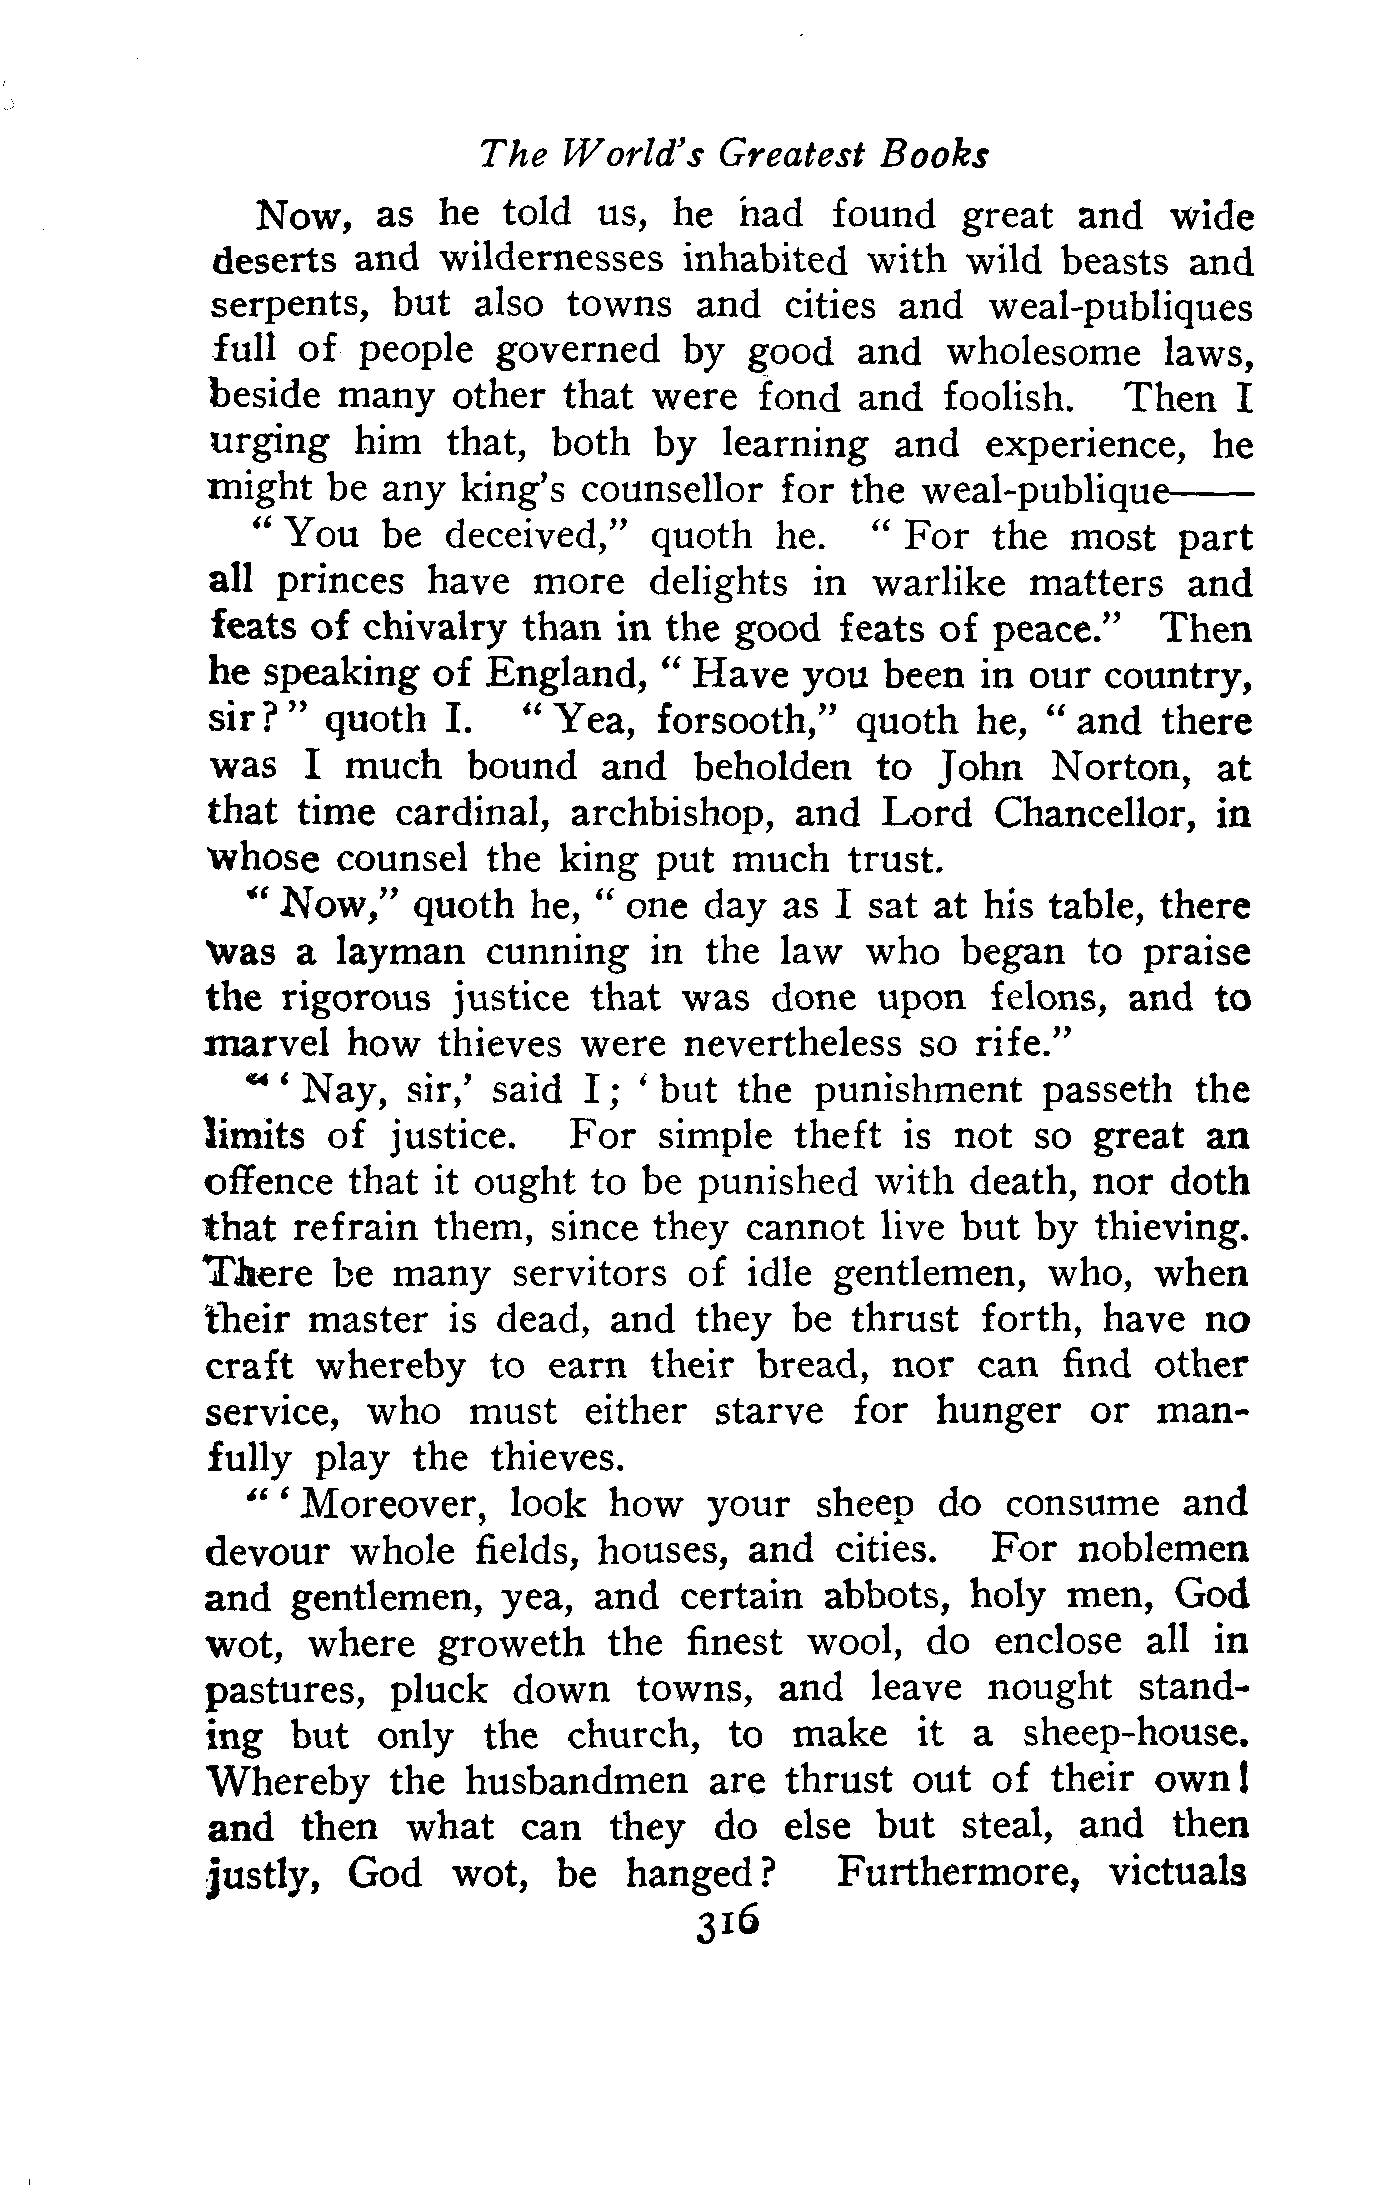 The World's Greatest Books
Now, as he told us, he had found great and wide
deserts and wildernesses inhabited with wild beasts and
serpents, but also towns and cities and weal-publiques
full of people governed by good and wholesome laws,
beside many other that were fond and foolish. Then I
urging him that, both by learning and experience, he
might be any king's counsellor for the weal-publique——
“ You be deceived,” quoth he. “ For the most part
all princes have more delights in warlike matters and
feats of chivalry than in the good feats of peace.” Then
he speaking of England, “ Have you been in our country,
sir? ” quoth I. “ Yea, forsooth,” quoth he, “ and there
was I much bound and beholden to John Norton, at
that time cardinal, archbishop, and Lord Chancellor, in
whose counsel the king put much trust.
“ Now,” quoth he, “ one day as I sat at his table, there
was a layman cunning in the law who began to praise
the rigorous justice that was done upon felons, and to
marvel how thieves were nevertheless so rife.”
“ ‘ Nay, sir,’ said I; ‘ but the punishment passeth the
limits of justice. For simple theft is not so great an
offence that it ought to be punished with death, nor doth
that refrain them, since they cannot live but by thieving.
There be many servitors of idle gentlemen, who, when
their master is dead, and they be thrust forth, have no
craft whereby to earn their bread, nor can find other
service, who must either starve for hunger or man-
fully play the thieves.
“ ‘ Moreover, look how your sheep do consume and
devour whole fields, houses, and cities. For noblemen
and gentlemen, yea, and certain abbots, holy men, God
wot, where groweth the finest wool, do enclose all in
pastures, pluck down towns, and leave nought stand-
ing but only the church, to make it a sheep-house.
Whereby the husbandmen are thrust out of their own!
and then what can they do else but steal, and then
justly, God wot, be hanged? Furthermore, victuals
316